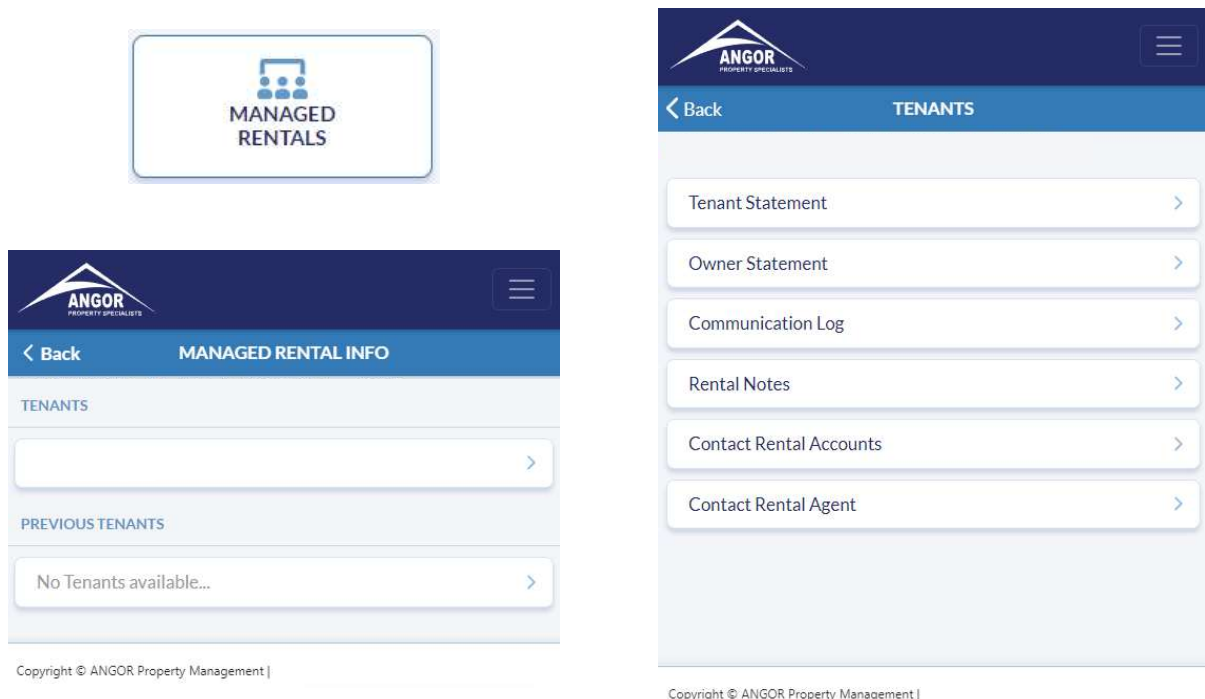 MANAGED
RENTALS
ANGOR
PROPERTY SPECIALISTS
Back
MANAGED RENTAL INFO
TENANTS
PREVIOUS TENANTS
No Tenants available...
Copyright © ANGOR Property Management |
ANGOR
PROPERTY SPECIALISTS
Back
TENANTS
Tenant Statement
Owner Statement
Communication Log
Rental Notes
Contact Rental Accounts
Contact Rental Agent
Copyright © ANGOR Property Management |